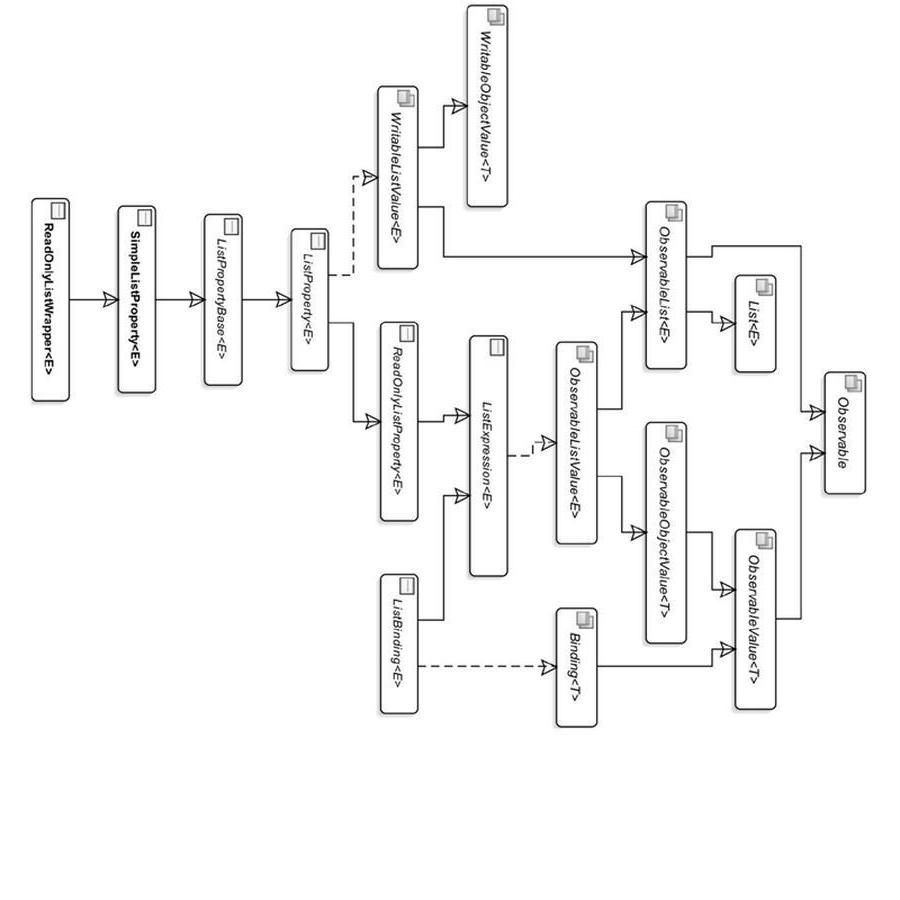 Observable
List<E>
ObservableValue<T>
ObservableList<E>
ObservableObjectValue<T>
ObservableListValue<E>
Binding<T>
WritableObjectValue<T>
ListExpression<E>
WritableListValue<E>
ReadOnlyListProperty<E>
ListBinding<E>
ListProperty<E>
ListPropertyBase<E>
SimpleListProperty<E>
ReadOnlyListWrapper<E>